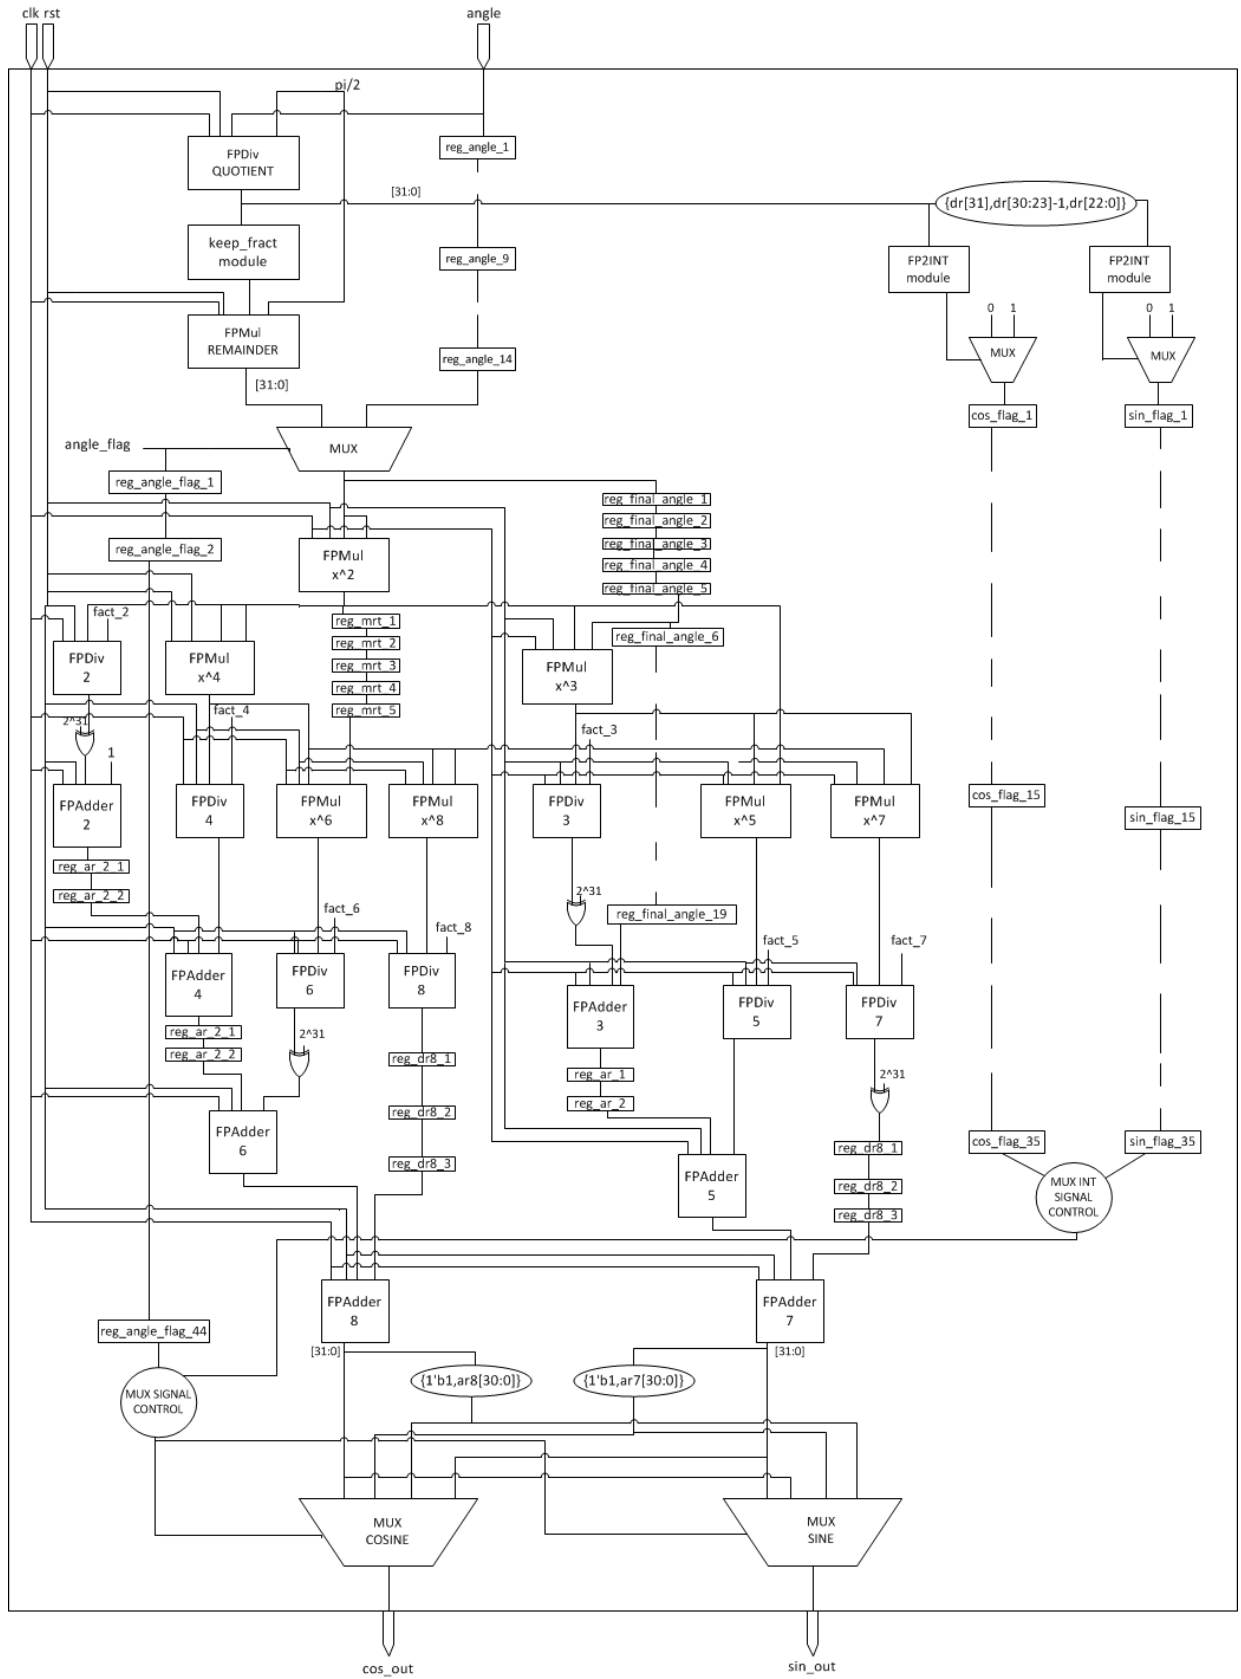 clk rst
angle
pi/2
FPDiv
QUOTIENT
reg_angle_1
[31:0]
{dr[31],dr[30:23]-1,dr[22:0]}
keep_fract
module
reg_angle_9
FP2INT
module
FP2INT
module
0 1
0 1
FPMul
REMAINDER
reg_angle_14
MUX
MUX
[31:0]
cos_flag_1
sin_flag_1
angle_flag
MUX
reg_angle_flag_1
reg_final_angle_1
reg_final_angle_2
reg_angle_flag_2
reg_final_angle_3
FPMul
x^2
reg_final_angle_4
reg_final_angle_5
fact_2
reg_mrt_1
reg_final_angle_6
reg_mrt_2
FPDiv
2
FPMul
x^4
reg_mrt_3
FPMul
x^3
reg_mrt_4
reg_mrt_5
2^31
fact_4
fact_3
1
FPAdder
2
FPDiv
4
FPMul
x^6
FPMul
x^8
FPDiv
3
FPMul
x^5
FPMul
x^7
cos_flag_15
sin_flag_15
reg_ar_2_1
reg_ar_2_2
2^31
fact_6
reg_final_angle_19
fact_8
fact_5
fact_7
FPAdder
4
FPDiv
6
FPDiv
8
FPAdder
3
FPDiv
5
FPDiv
7
reg_ar_2_1
2^31
reg_ar_2_2
reg_dr8_1
reg_ar_1
2^31
reg_ar_2
reg_dr8_2
FPAdder
6
cos_flag_35
sin_flag_35
reg_dr8_1
reg_dr8_3
FPAdder
5
reg_dr8_2
MUX INT
SIGNAL
CONTROL
reg_dr8_3
FPAdder
8
FPAdder
7
reg_angle_flag_44
[31:0]
[31:0]
{1'b1,ar8[30:0]}
{1'b1,ar7[30:0]}
MUX SIGNAL
CONTROL
MUX
COSINE
MUX
SINE
cos_out
sin_out